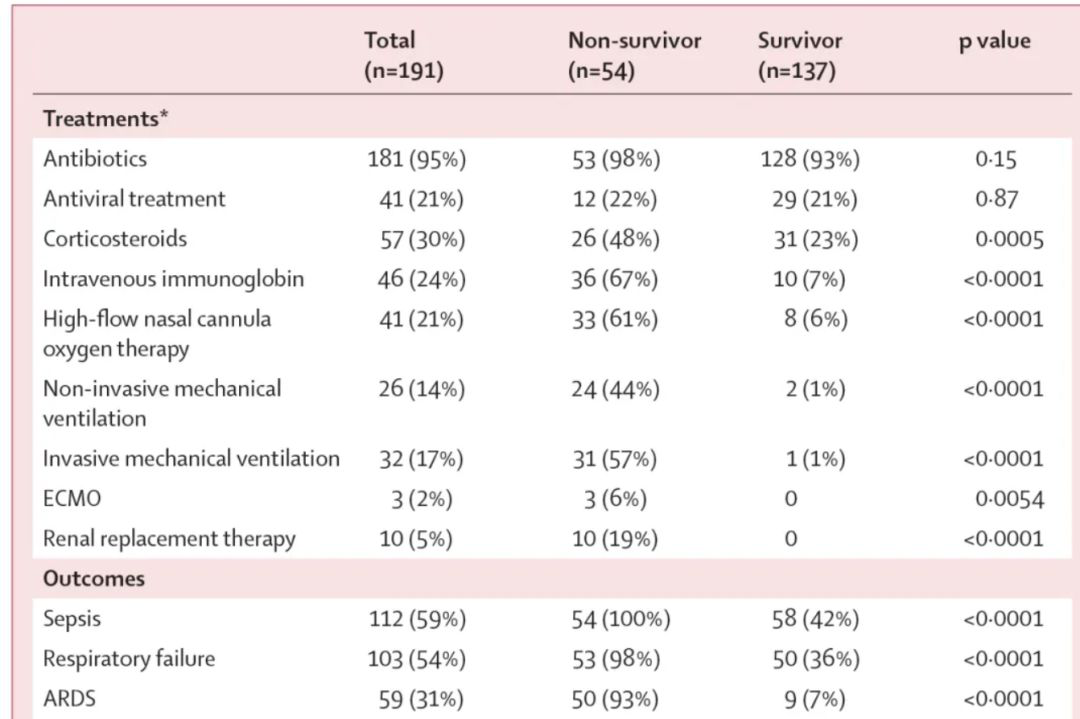 Total Non-survivor Survivor p value
(n=191) (n=54) (n=137)
Treatments*
Antibiotics 181 (95%) 53 (98%) 128 (93%) 0·15
Antiviral treatment 41 (21%) 12 (22%) 29 (21%) 0·87
Corticosteroids 57 (30%) 26 (48%) 31 (23%) 0·0005
Intravenous immunoglobin 46 (24%) 36 (67%) 10 (7%) <0·0001
High-flow nasal cannula 41 (21%) 33 (61%) 8 (6%) <0·0001
oxygen therapy
Non-invasive mechanical 26 (14%) 24 (44%) 2 (1%) <0·0001
ventilation
Invasive mechanical ventilation 32 (17%) 31 (57%) 1 (1%) <0·0001
ECMO 3 (2%) 3 (6%) 0 0·0054
Renal replacement therapy 10 (5%) 10 (19%) 0 <0·0001
Outcomes
Sepsis 112 (59%) 54 (100%) 58 (42%) <0·0001
Respiratory failure 103 (54%) 53 (98%) 50 (36%) <0·0001
ARDS 59 (31%) 50 (93%) 9 (7%) <0·0001